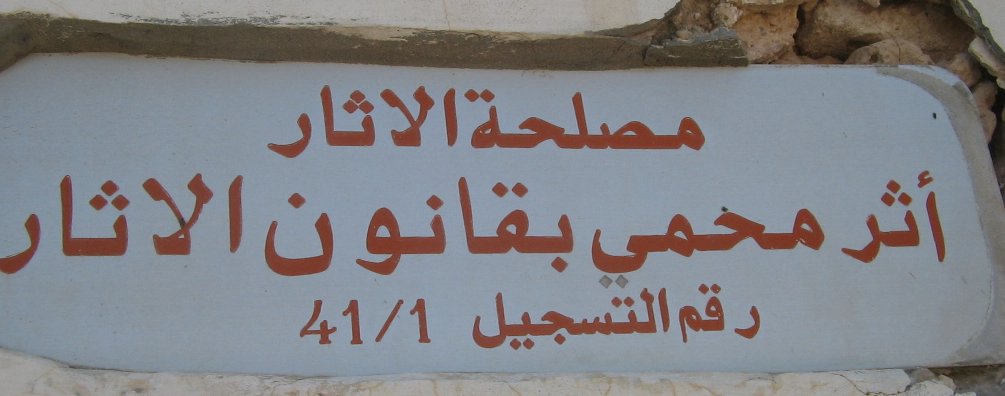 مصلحة الاثار
أثر محمي بقانون الاثار
رقم التسجيل 41/1